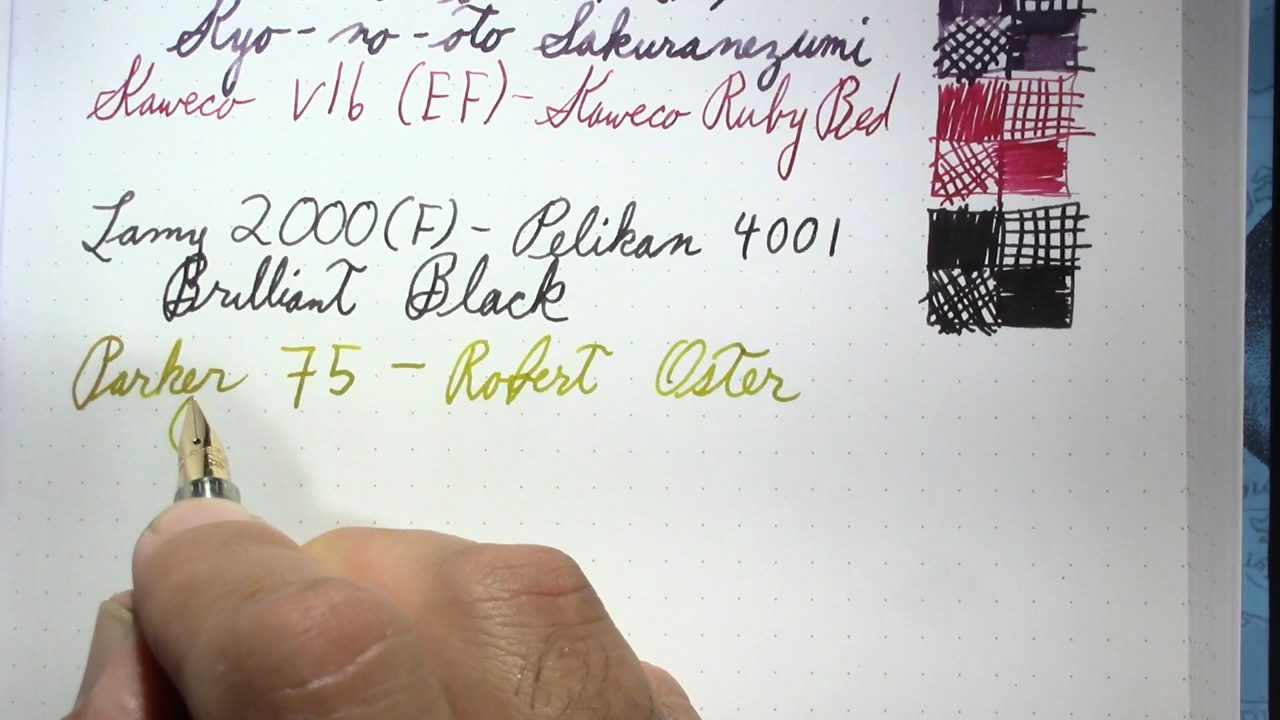 Kyo-no-oto Sakuranezumi
Kaweco V16 (EF) - Kaweco Ruby Red
Lamy 2000 (F) - Pelikan 4001
Brilliant Black
Parker 75 - Robert Oster